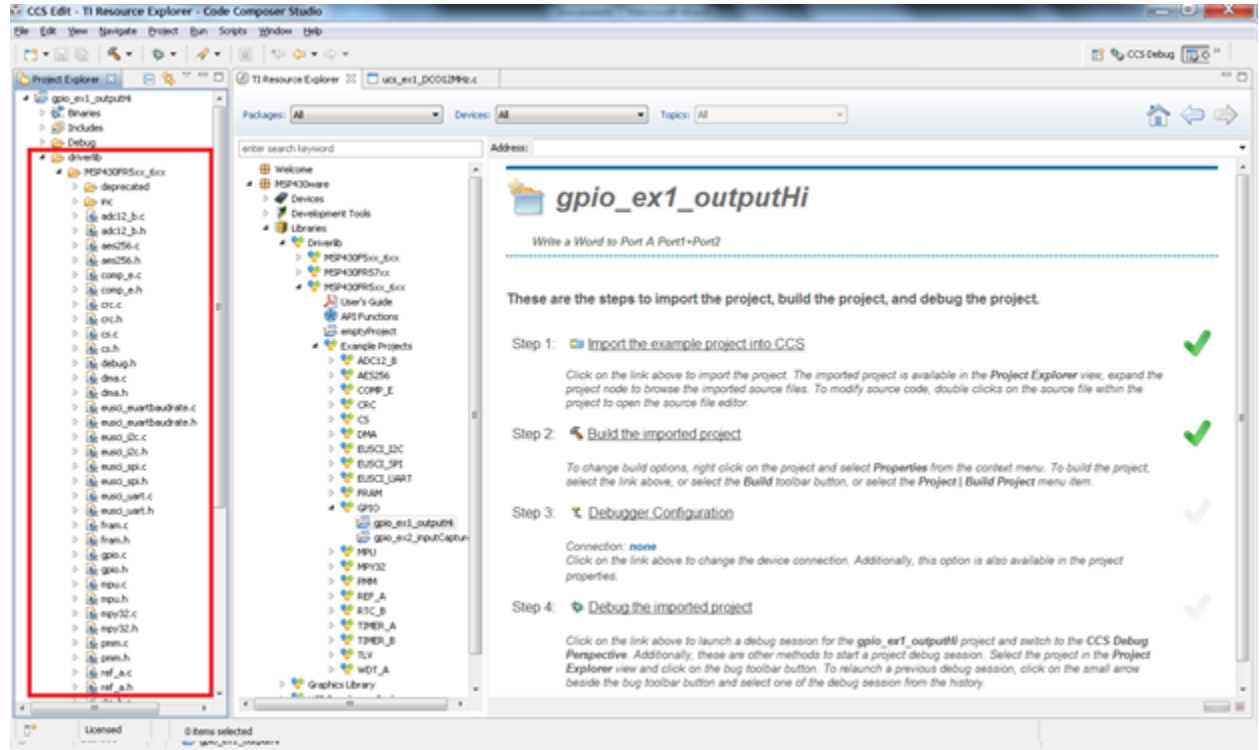 CCS Edit - TI Resource Explorer - Code Composer Studio
File Edit View Navigate Project Run Scripts Window Help
CCS Debug
Project Explorer
TI Resource Explorer
ucs_ex1_DCO12MHz.c
gpio_ex1_outputHi
Binaries
Includes
Debug
driverlib
MSP430FR5xx_6xx
deprecated
inc
adc12_b.c
adc12_b.h
aes256.c
aes256.h
comp_e.c
comp_e.h
crc.c
crc.h
cs.c
cs.h
debug.h
dma.c
dma.h
eusci_euartbaudrate.c
eusci_euartbaudrate.h
eusci_i2c.c
eusci_i2c.h
eusci_spi.c
eusci_spi.h
eusci_uart.c
eusci_uart.h
fram.c
fram.h
gpio.c
gpio.h
mpu.c
mpu.h
mpy32.c
mpy32.h
pmm.c
pmm.h
ref_a.c
ref_a.h
Packages: All Devices: All Topics: All
enter search keyword
Welcome
MSP430ware
Devices
Development Tools
Libraries
Driverlib
MSP430F5xx_6xx
MSP430FR57xx
MSP430FR5xx_6xx
User's Guide
API Functions
emptyProject
Example Projects
ADC12_B
AES256
COMP_E
CRC
CS
DMA
EUSCI_I2C
EUSCI_SPI
EUSCI_UART
FRAM
GPIO
gpio_ex1_outputHi
gpio_ex2_inputCaptur
MPU
MPY32
PMM
REF_A
RTC_B
TIMER_A
TIMER_B
TLV
WDT_A
Graphics Library
Address:
gpio_ex1_outputHi
Write a Word to Port A Port1+Port2
These are the steps to import the project, build the project, and debug the project.
Step 1: Import the example project into CCS
Click on the link above to import the project. The imported project is available in the Project Explorer view, expand the
project node to browse the imported source files. To modify source code, double clicks on the source file within the
project to open the source file editor.
Step 2: Build the imported project
To change build options, right click on the project and select Properties from the context menu. To build the project,
select the link above, or select the Build toolbar button, or select the Project | Build Project menu item.
Step 3: Debugger Configuration
Connection: none
Click on the link above to change the device connection. Additionally, this option is also available in the project
properties.
Step 4: Debug the imported project
Click on the link above to launch a debug session for the gpio_ex1_outputHi project and switch to the CCS Debug
Perspective. Additionally, these are other methods to start a project debug session. Select the project in the Project
Explorer view and click on the bug toolbar button. To relaunch a previous debug session, click on the small arrow
beside the bug toolbar button and select one of the debug session from the history.
Licensed
0 items selected